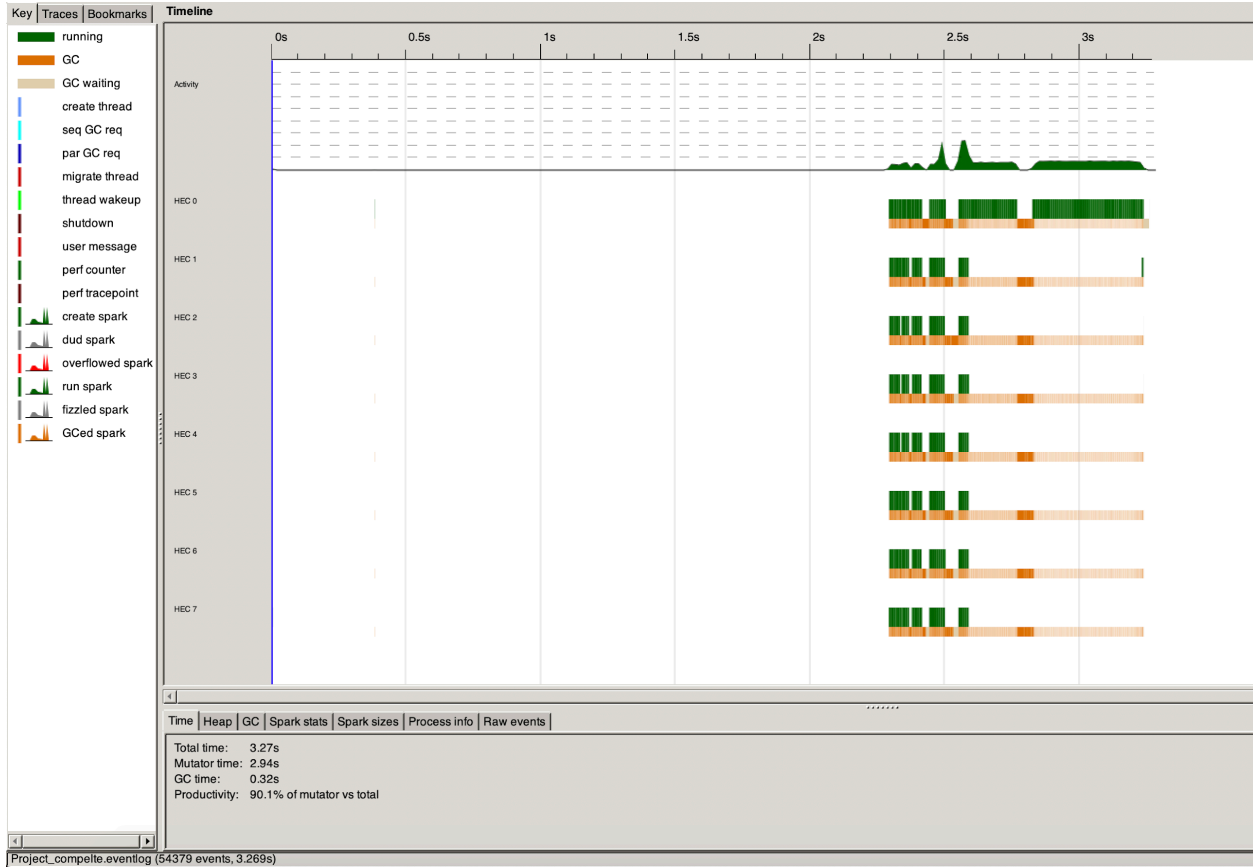 Key Traces Bookmarks
running
GC
GC waiting
create thread
seq GC req
par GC req
migrate thread
thread wakeup
shutdown
user message
perf counter
perf tracepoint
create spark
dud spark
overflowed spark
run spark
fizzled spark
GCed spark
Timeline
0s 0.5s 1s 1.5s 2s 2.5s 3s
Activity
HEC 0
HEC 1
HEC 2
HEC 3
HEC 4
HEC 5
HEC 6
HEC 7
Time Heap GC Spark stats Spark sizes Process info Raw events
Total time: 3.27s
Mutator time: 2.94s
GC time: 0.32s
Productivity: 90.1% of mutator vs total
Project_compelte.eventlog (54379 events, 3.269s)